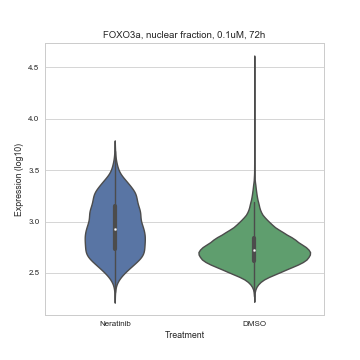 FOXO3a, nuclear fraction, 0.1uM, 72h
4.5
4.0
3.5
3.0
2.5
Expression (log10)
Neratinib
DMSO
Treatment